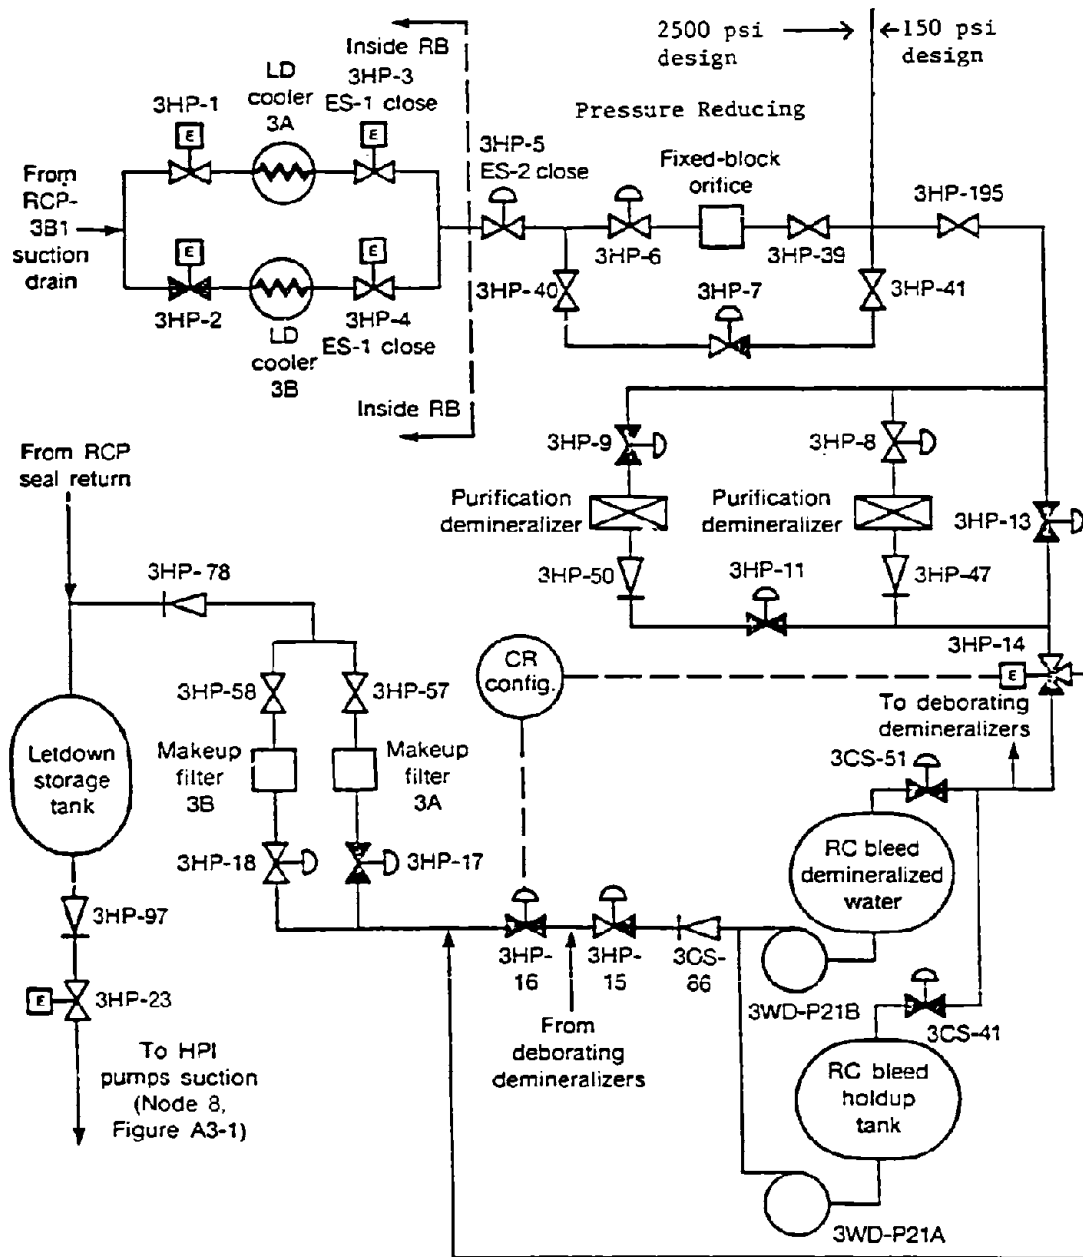 Inside RB
2500 psi
design
150 psi
design
LD
cooler
3A
3HP-3
ES-1 close
3HP-1
E
E
Pressure Reducing
3HP-5
ES-2 close
Fixed-block
orifice
3HP-195
From
RCP-
3B1
suction
drain
3HP-6
3HP-39
E
E
3HP-40
3HP-7
3HP-41
3HP-2
LD
cooler
3B
3HP-4
ES-1 close
Inside RB
From RCP
seal return
3HP-9
3HP-8
Purification
demineralizer
Purification
demineralizer
3HP-13
3HP-78
3HP-50
3HP-11
3HP-47
3HP-14
CR
config.
E
3HP-58
3HP-57
To deborating
demineralizers
Letdown
storage
tank
Makeup
filter
3B
Makeup
filter
3A
3CS-51
3HP-18
3HP-17
RC bleed
demineralized
water
3HP-97
3HP-
16
3HP-
15
3CS-
66
E
3HP-23
3WD-P21B
3CS-41
From
deborating
demineralizers
To HPI
pumps suction
(Node 8,
Figure A3-1)
RC bleed
holdup
tank
3WD-P21A